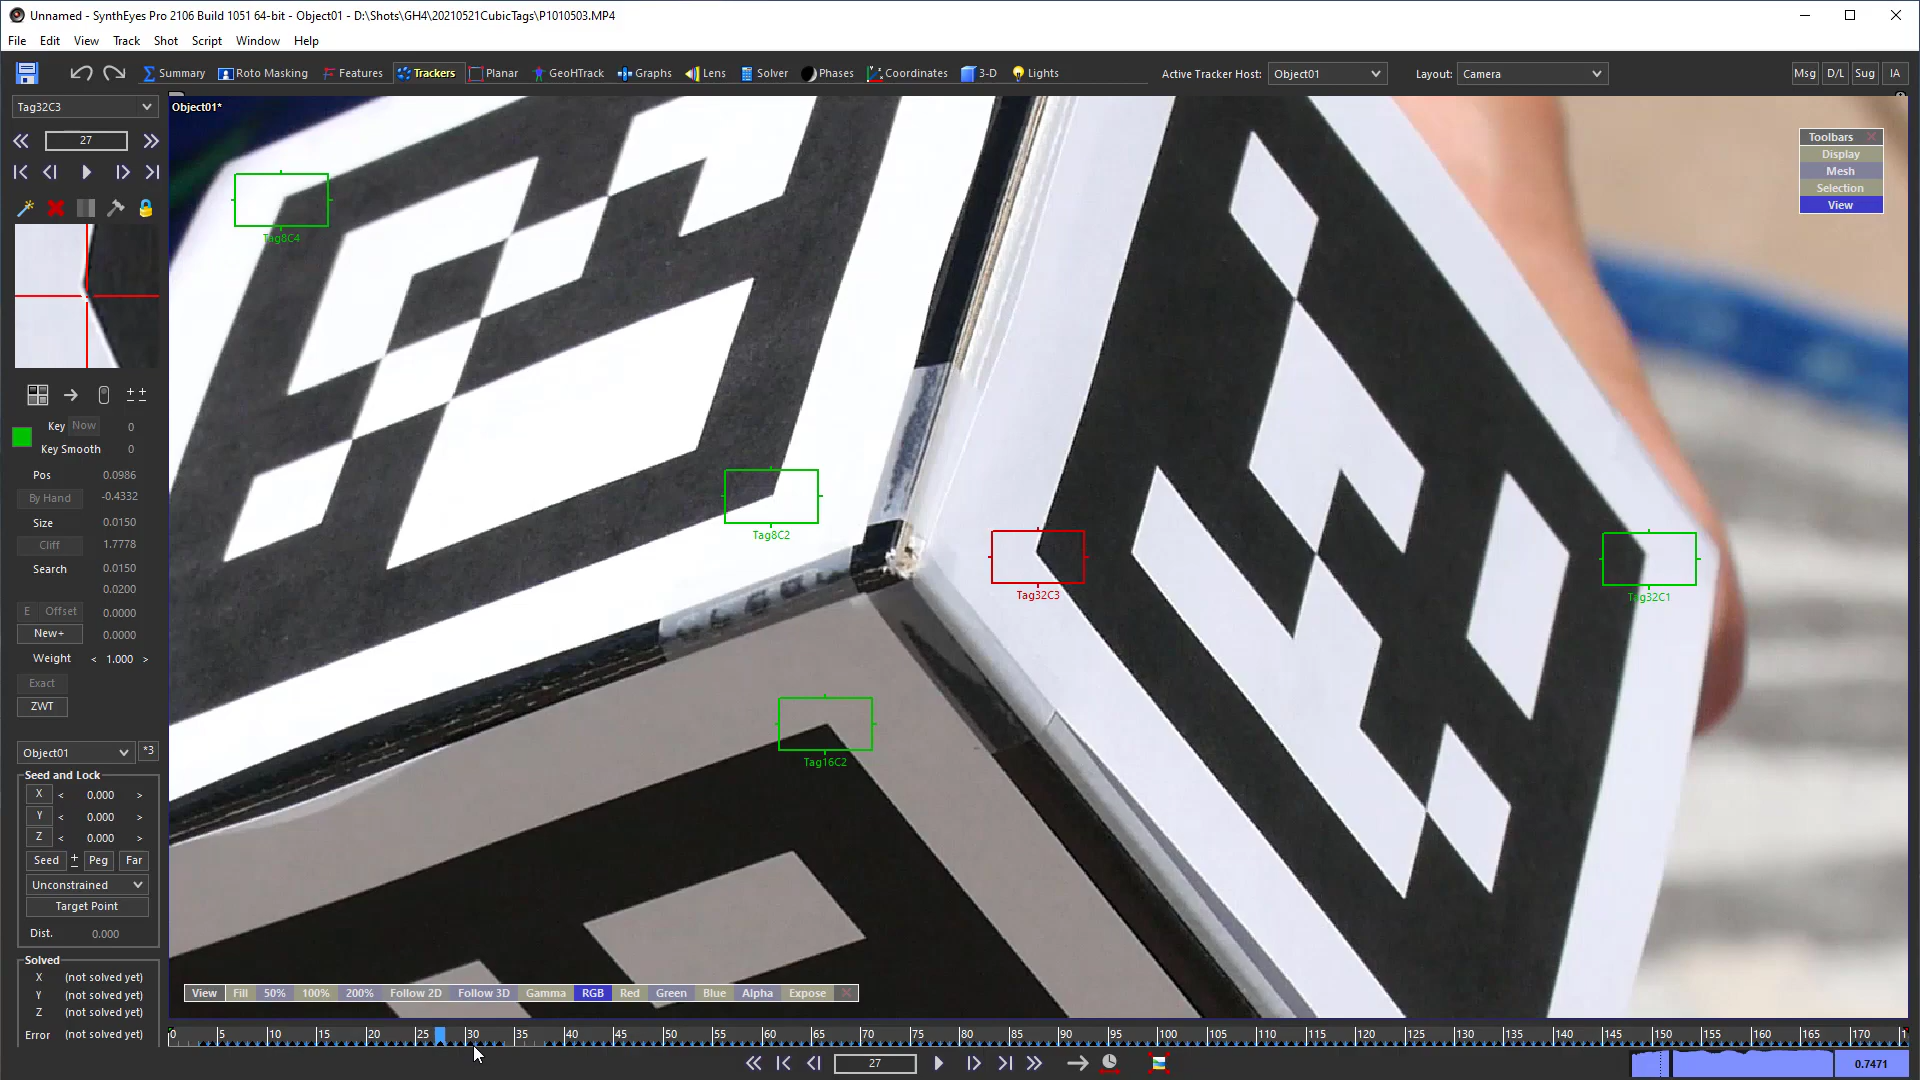 Unnamed - SynthEyes Pro 2106 Build 1051 64-bit - Object01 - D:\Shots\GH4\20210521CubicTags\P1010503.MP4
File Edit View Track Shot Script Window Help
Summary Roto Masking Features Trackers Planar GeoHTrack Graphs Lens Solver Phases Coordinates 3-D Lights Active Tracker Host: Object01 Layout: Camera Msg D/L Sug IA
Tag32C3
Object01*
27
Toolbars
Display
Mesh
Selection
View
Tag8C4
Tag8C2
Tag32C3
Tag32C1
Tag16C2
Key Now 0
Key Smooth 0
Pos 0.0986
By Hand -0.4332
Size 0.0150
Cliff 1.7778
Search 0.0150
0.0200
E Offset 0.0000
New+ 0.0000
Weight < 1.000 >
Exact
ZWT
Object01 *3
Seed and Lock
X < 0.000 >
Y < 0.000 >
Z < 0.000 >
Seed + Peg Far
Unconstrained
Target Point
Dist. 0.000
Solved
X (not solved yet)
Y (not solved yet)
Z (not solved yet)
Error (not solved yet)
View Fill 50% 100% 200% Follow 2D Follow 3D Gamma RGB Red Green Blue Alpha Expose
0 5 10 15 20 25 30 35 40 45 50 55 60 65 70 75 80 85 90 95 100 105 110 115 120 125 130 135 140 145 150 155 160 165 170
27
0.7471